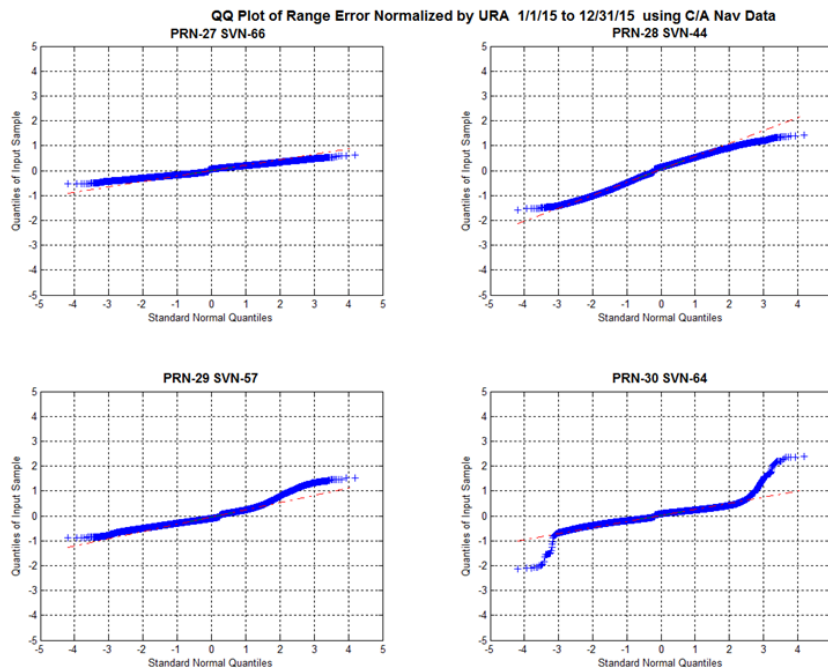 QQ Plot of Range Error Normalized by URA 1/1/15 to 12/31/15 using C/A Nav Data
PRN-27 SVN-66
5
4
3
2
1
0
-1
-2
-3
-4
-5
Quantiles of Input Sample
-5 -4 -3 -2 -1 0 1 2 3 4 5
Standard Normal Quantiles
PRN-28 SVN-44
5
4
3
2
1
0
-1
-2
-3
-4
-5
Quantiles of Input Sample
-5 -4 -3 -2 -1 0 1 2 3 4 5
Standard Normal Quantiles
PRN-29 SVN-57
5
4
3
2
1
0
-1
-2
-3
-4
-5
Quantiles of Input Sample
-5 -4 -3 -2 -1 0 1 2 3 4 5
Standard Normal Quantiles
PRN-30 SVN-64
5
4
3
2
1
0
-1
-2
-3
-4
-5
Quantiles of Input Sample
-5 -4 -3 -2 -1 0 1 2 3 4 5
Standard Normal Quantiles